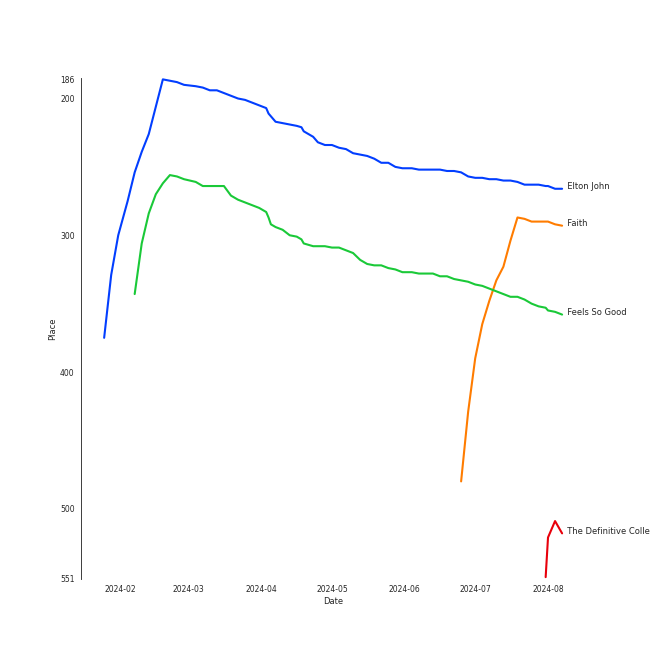 186
200
300
400
500
551
Place
2024-02
2024-03
2024-04
2024-05
2024-06
2024-07
2024-08
Date
Elton John
Faith
Feels So Good
The Definitive Colle